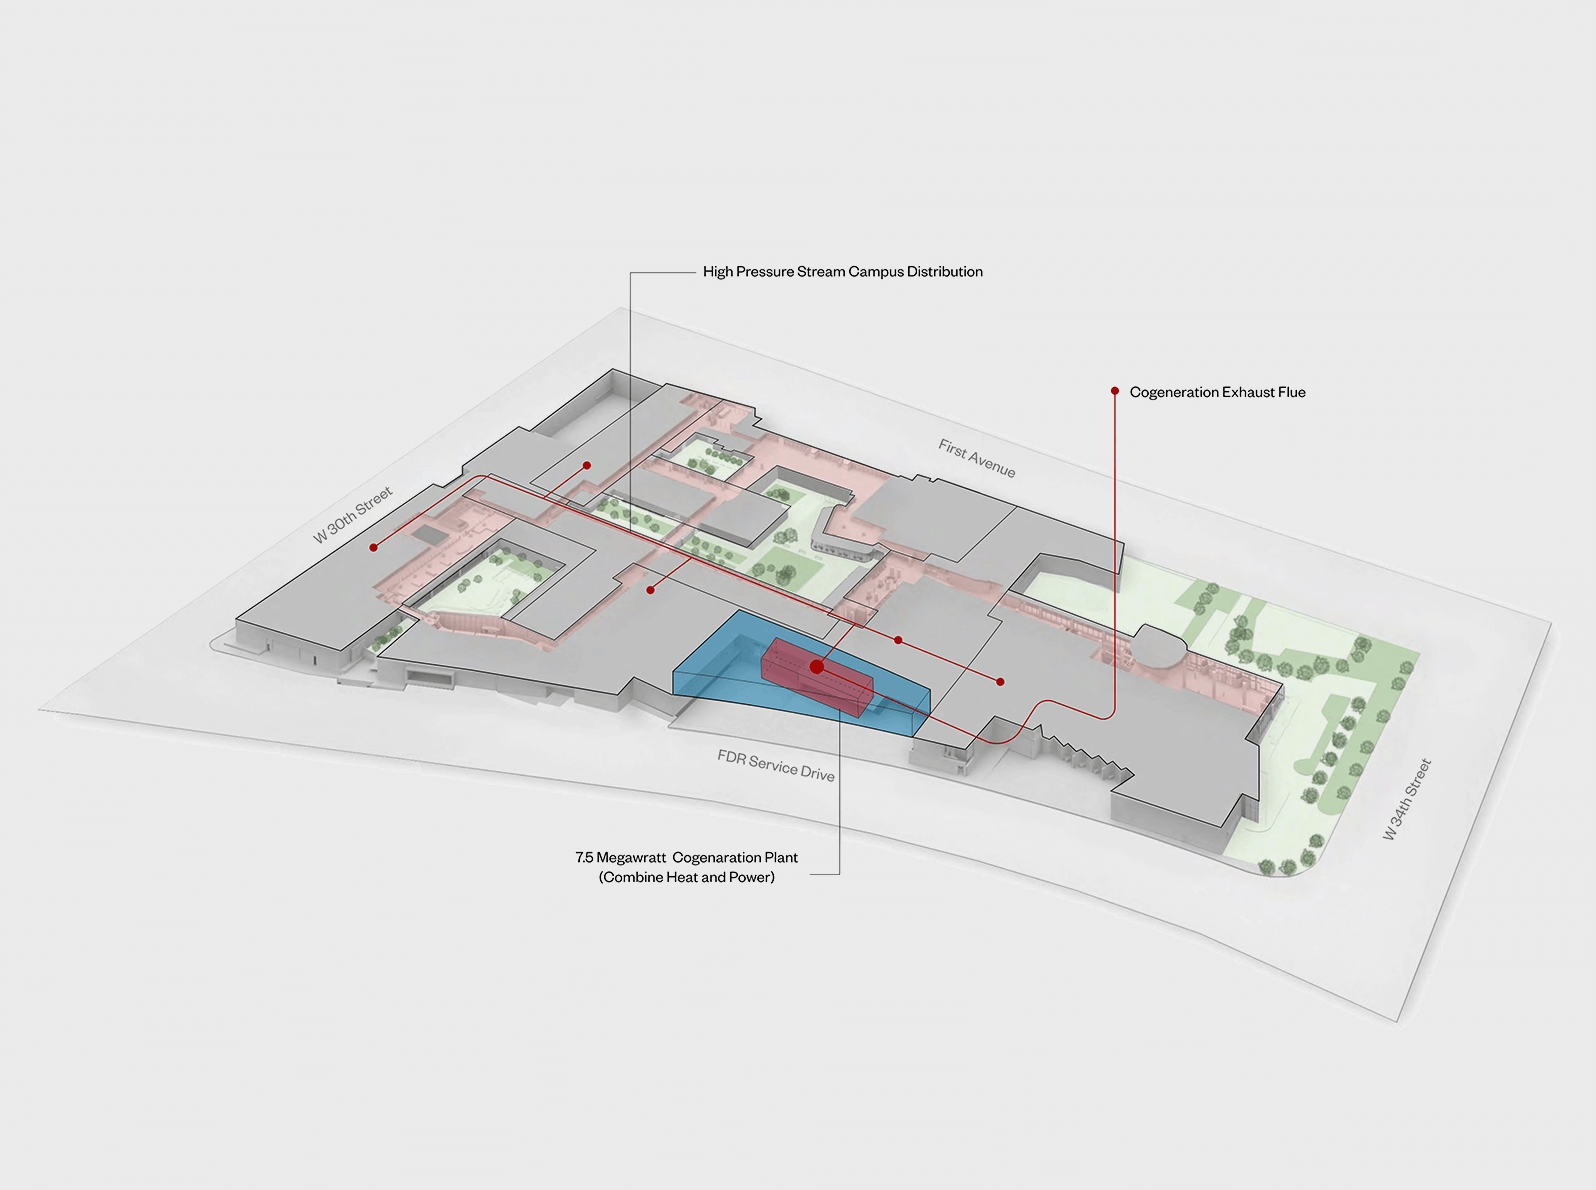 High Pressure Stream Campus Distribution
Cogeneration Exhaust Flue
First Avenue
W 30th Street
FDR Service Drive
W 34th Street
7.5 Megawratt Cogenaration Plant
(Combine Heat and Power)